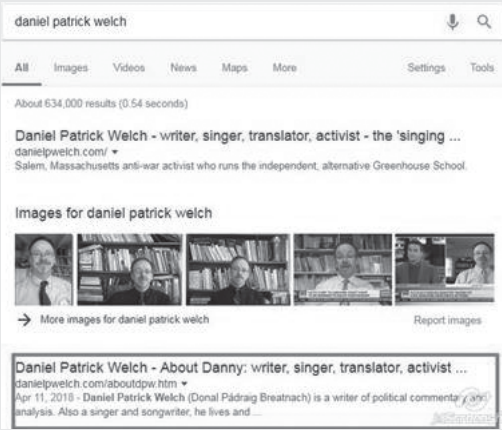 daniel patrick welch
All Images Videos News Maps More Settings Tools
About 634,000 results (0.54 seconds)
Daniel Patrick Welch - writer, singer, translator, activist - the 'singing ...
danielpwelch.com/
Salem, Massachusetts anti-war activist who runs the independent, alternative Greenhouse School.
Images for daniel patrick welch
More images for daniel patrick welch Report images
Daniel Patrick Welch - About Danny: writer, singer, translator, activist ...
danielpwelch.com/aboutdpw.htm
Apr 11, 2018 - Daniel Patrick Welch (Donal Pádraig Breatnach) is a writer of political commentary and
analysis. Also a singer and songwriter, he lives and ...